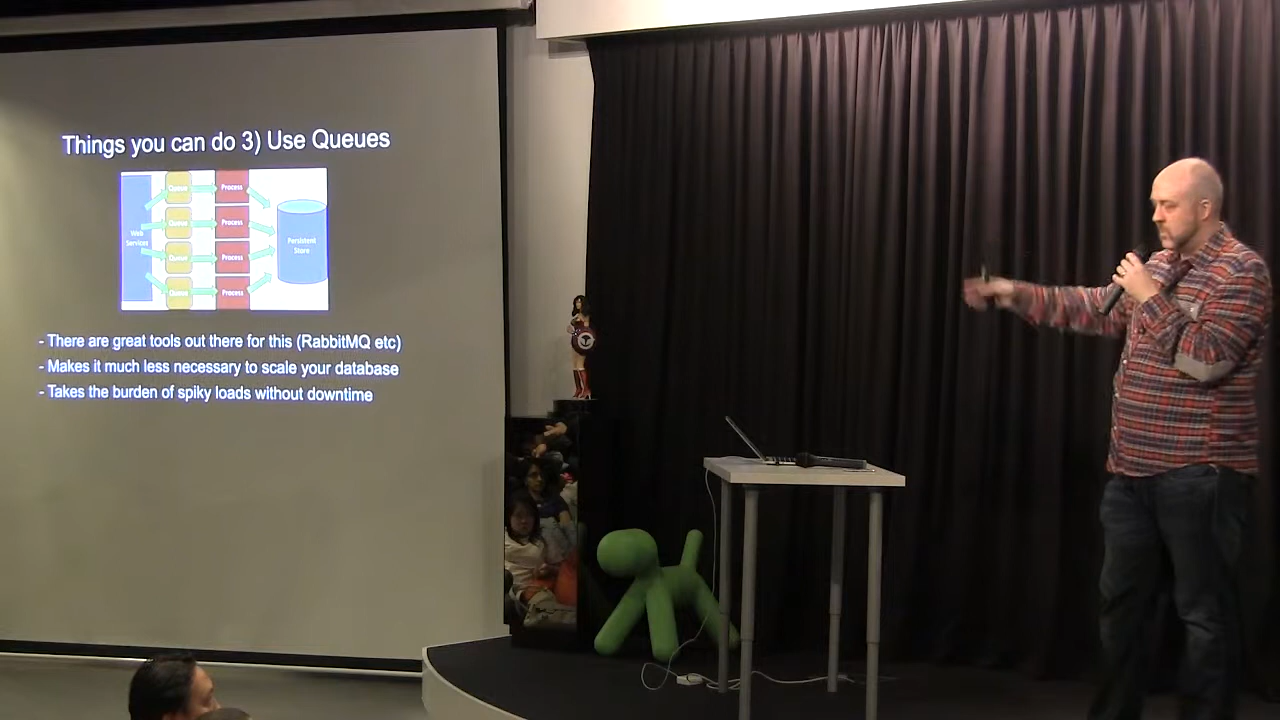 Things you can do 3) Use Queues
Queue Process
Queue Process
Web Services
Persistent Store
Queue Process
Queue Process
- There are great tools out there for this (RabbitMQ etc)
- Makes it much less necessary to scale your database
- Takes the burden of spiky loads without downtime